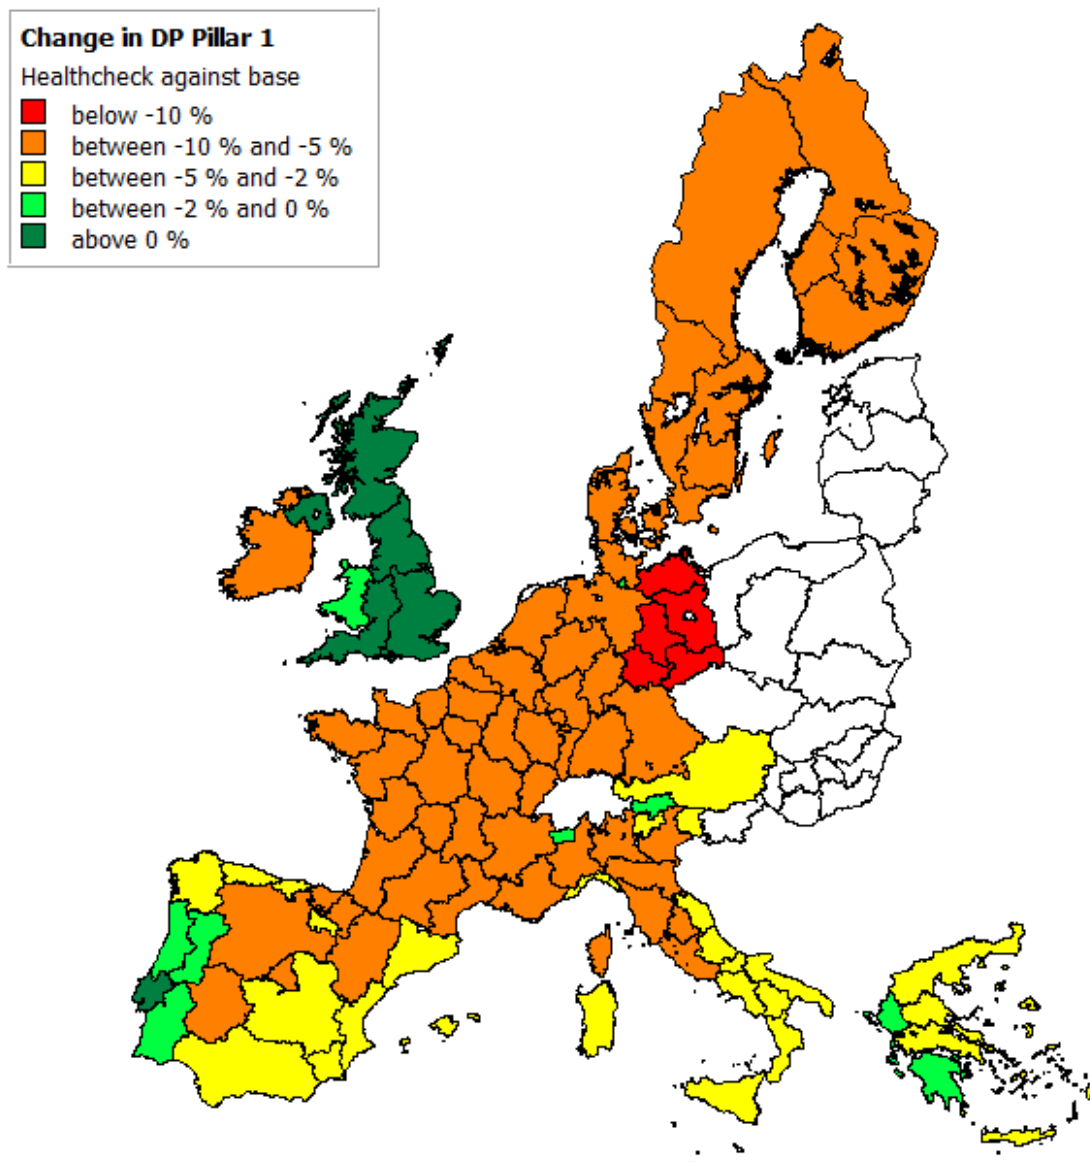 Change in DP Pillar 1
Healthcheck against base
below -10 %
between -10 % and -5 %
between -5 % and -2 %
between -2 % and 0 %
above 0 %